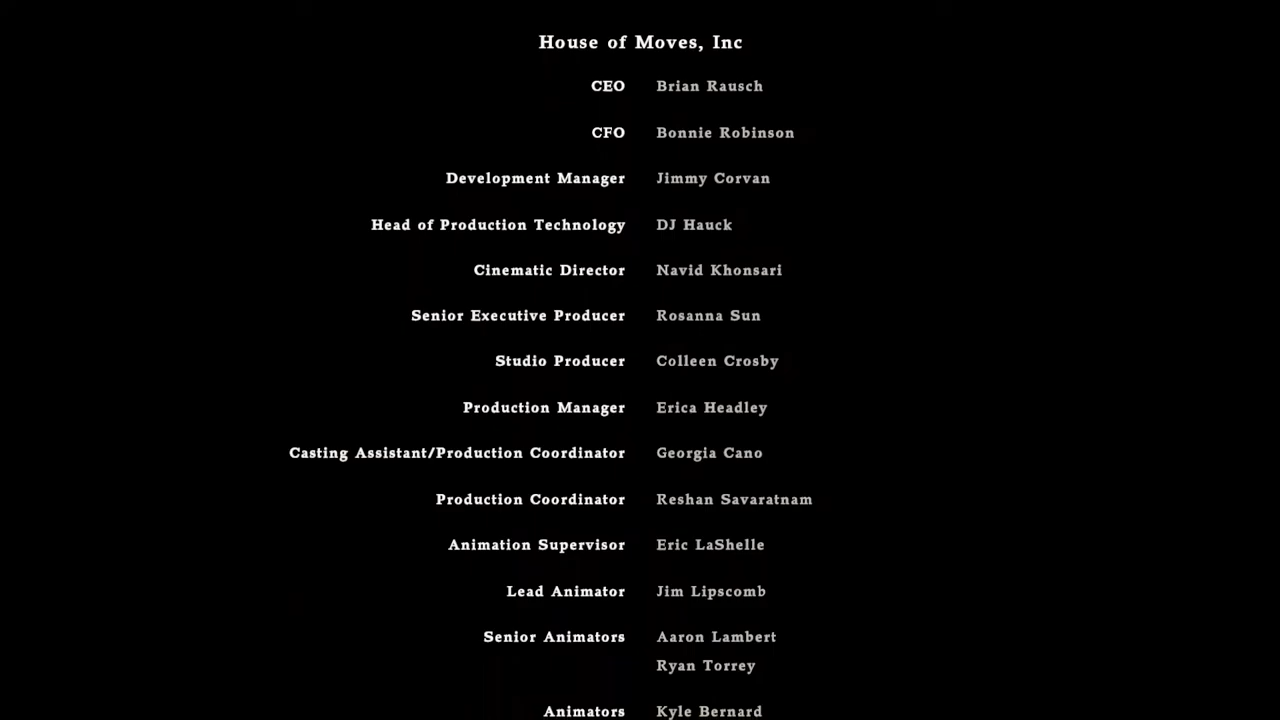 House of Moves, Inc
CEO Brian Rausch
CFO Bonnie Robinson
Development Manager Jimmy Corvan
Head of Production Technology DJ Hauck
Cinematic Director Navid Khonsari
Senior Executive Producer Rosanna Sun
Studio Producer Colleen Crosby
Production Manager Erica Headley
Casting Assistant/Production Coordinator Georgia Cano
Production Coordinator Reshan Savaratnam
Animation Supervisor Eric LaShelle
Lead Animator Jim Lipscomb
Senior Animators Aaron Lambert
Ryan Torrey
Animators Kyle Bernard